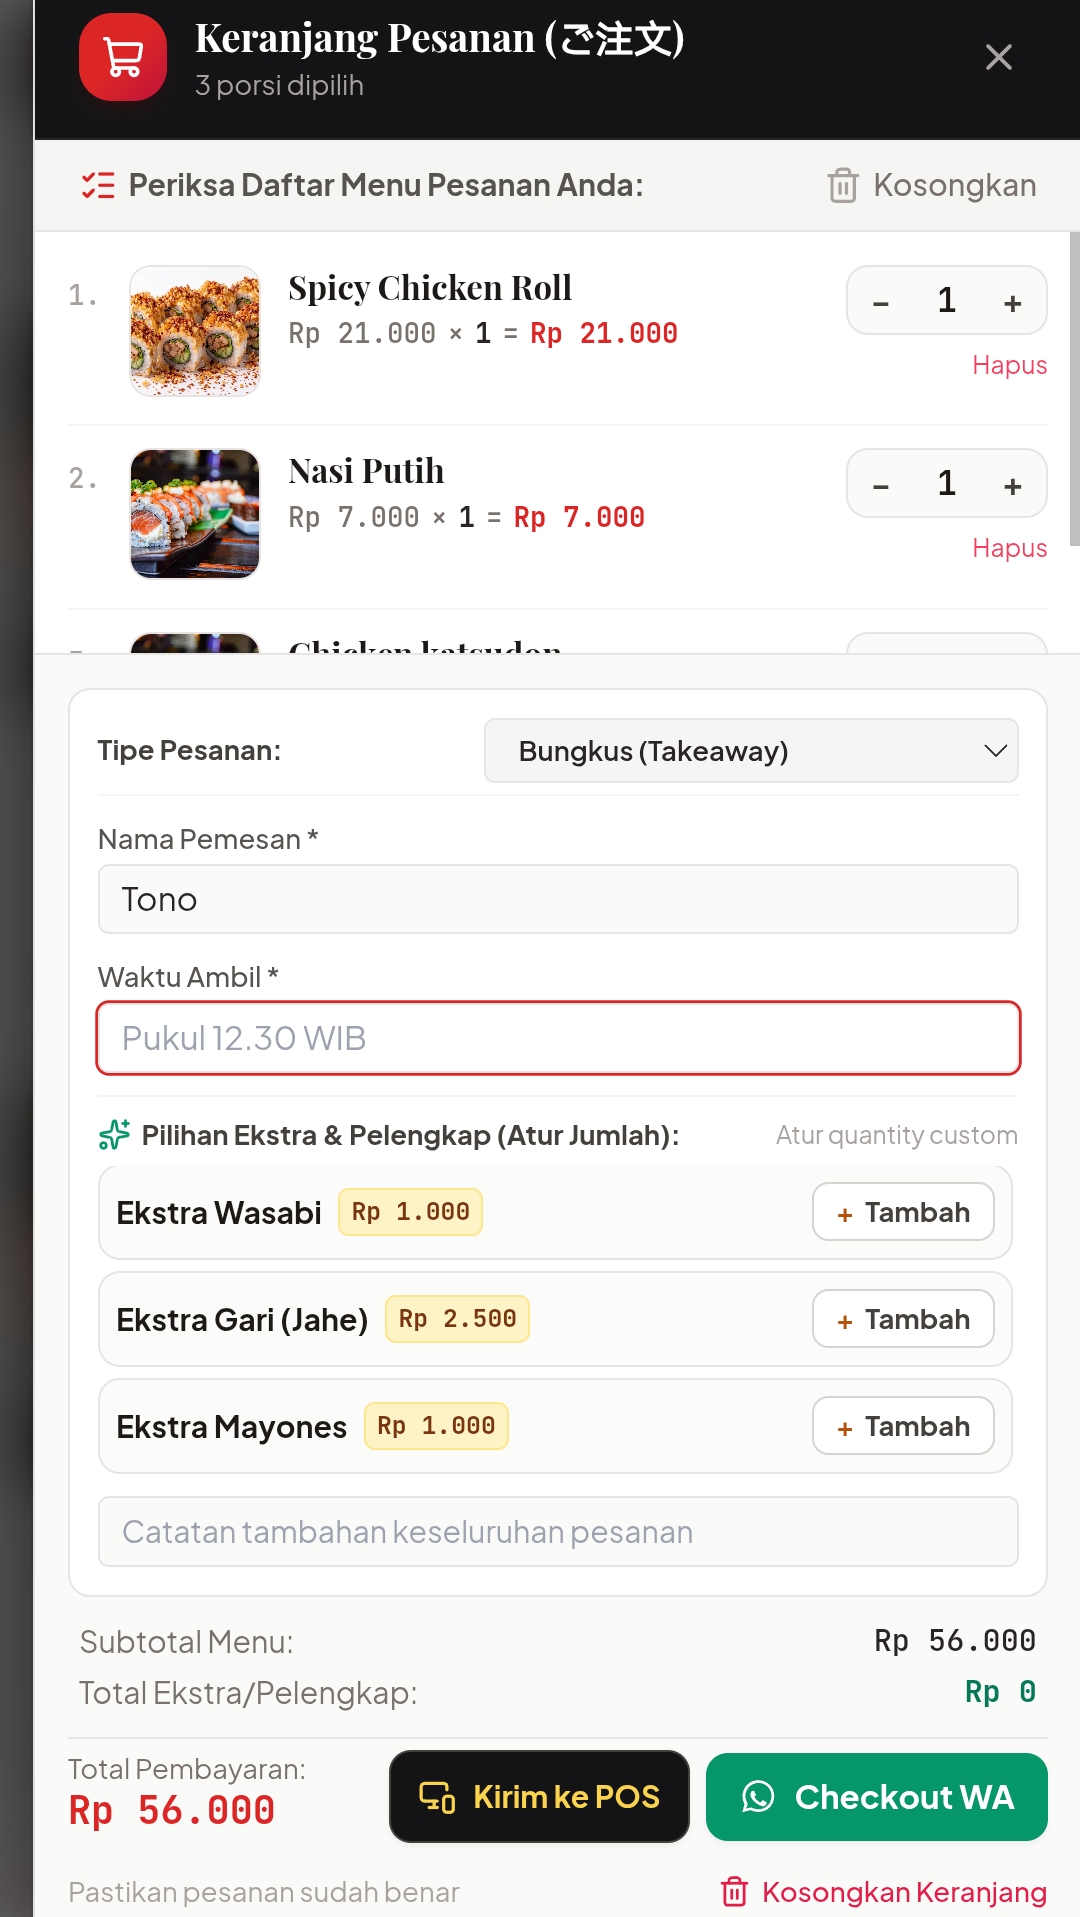 Keranjang Pesanan (ご注文)
3 porsi dipilih
Periksa Daftar Menu Pesanan Anda:
Kosongkan
1.
Spicy Chicken Roll
Rp 21.000 × 1 = Rp 21.000
− 1 +
Hapus
2.
Nasi Putih
Rp 7.000 × 1 = Rp 7.000
− 1 +
Hapus
Chicken katsudon
Tipe Pesanan:
Bungkus (Takeaway)
Nama Pemesan *
Tono
Waktu Ambil *
Pukul 12.30 WIB
Pilihan Ekstra & Pelengkap (Atur Jumlah):
Atur quantity custom
Ekstra Wasabi
Rp 1.000
+ Tambah
Ekstra Gari (Jahe)
Rp 2.500
+ Tambah
Ekstra Mayones
Rp 1.000
+ Tambah
Catatan tambahan keseluruhan pesanan
Subtotal Menu:
Rp 56.000
Total Ekstra/Pelengkap:
Rp 0
Total Pembayaran:
Rp 56.000
Kirim ke POS
Checkout WA
Pastikan pesanan sudah benar
Kosongkan Keranjang